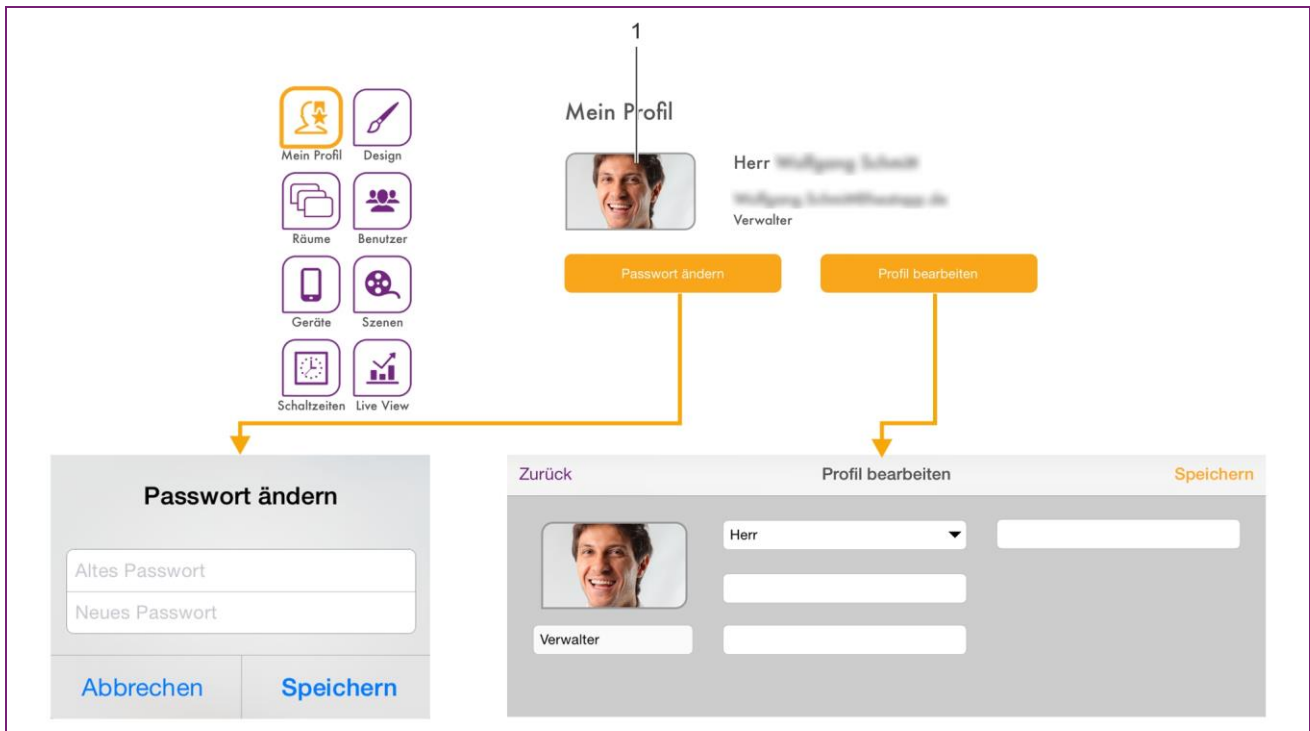 1
Mein Profil
Mein Profil Design
Räume Benutzer
Geräte Szenen
Schaltzeiten Live View
Herr
Verwalter
Passwort ändern Profil bearbeiten
Passwort ändern
Altes Passwort
Neues Passwort
Abbrechen Speichern
Zurück Profil bearbeiten Speichern
Herr
Verwalter